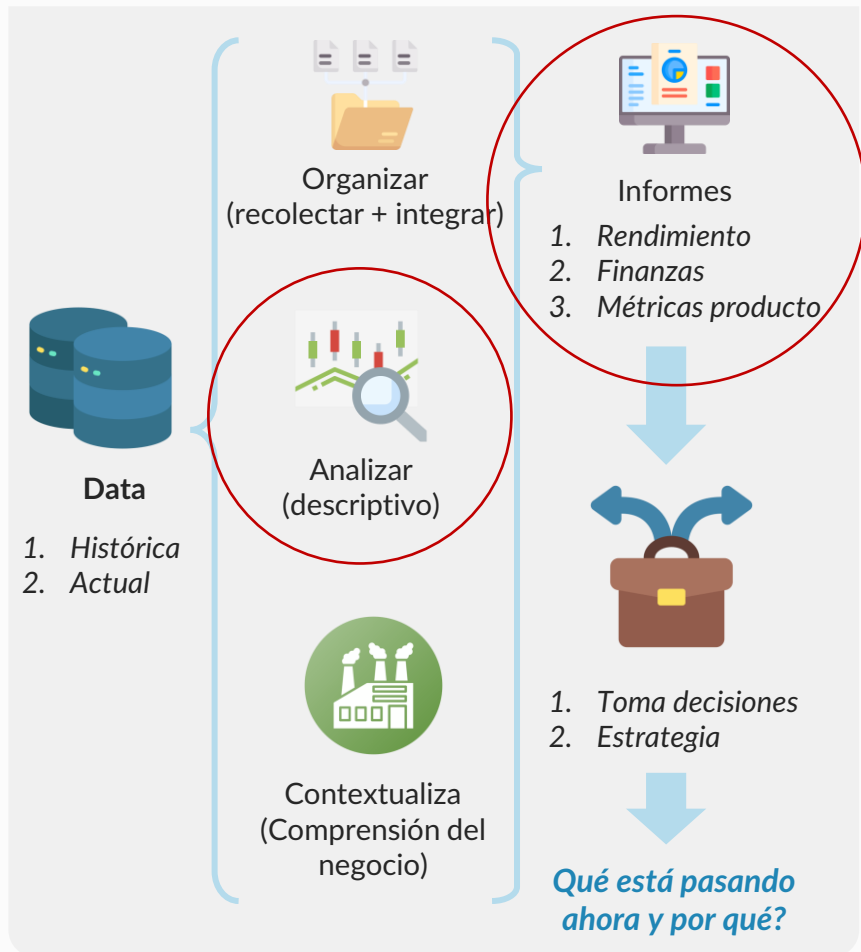 Data
1. Histórica
2. Actual
Organizar
(recolectar + integrar)
Analizar
(descriptivo)
Contextualiza
(Comprensión del
negocio)
Informes
1. Rendimiento
2. Finanzas
3. Métricas producto
1. Toma decisiones
2. Estrategia
Qué está pasando
ahora y por qué?